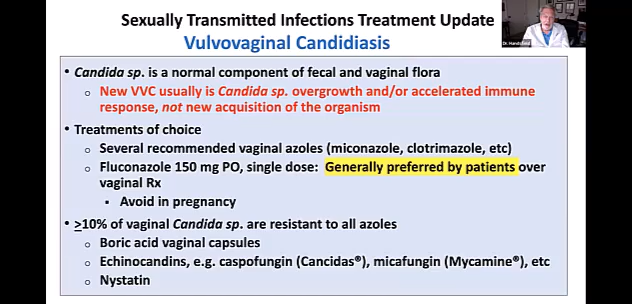 Sexually Transmitted Infections Treatment Update
Vulvovaginal Candidiasis
• Candida sp. is a normal component of fecal and vaginal flora
o New VVC usually is Candida sp. overgrowth and/or accelerated immune
response, not new acquisition of the organism
• Treatments of choice
o Several recommended vaginal azoles (miconazole, clotrimazole, etc)
o Fluconazole 150 mg PO, single dose: Generally preferred by patients over
vaginal Rx
• Avoid in pregnancy
• ≥10% of vaginal Candida sp. are resistant to all azoles
o Boric acid vaginal capsules
o Echinocandins, e.g. caspofungin (Cancidas®), micafungin (Mycamine®), etc
o Nystatin